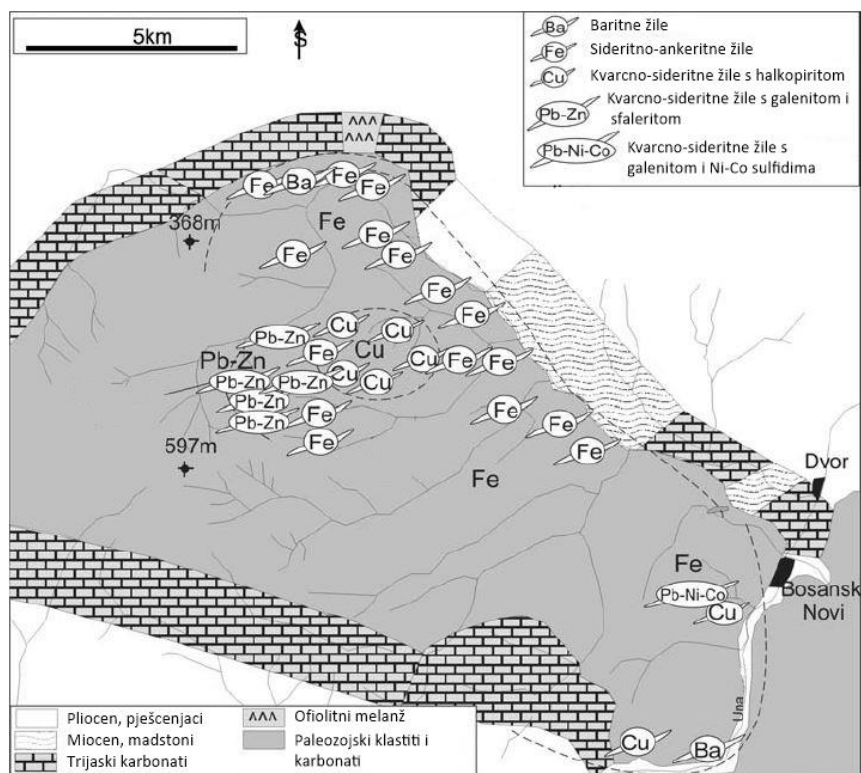 5km
S
Ba Baritne žile
Fe Sideritno-ankeritne žile
Cu Kvarcno-sideritne žile s halkopiritom
Pb-Zn Kvarcno-sideritne žile s galenitom i
sfaleritom
Pb-Ni-Co Kvarcno-sideritne žile s
galenitom i Ni-Co sulfidima
Fe Ba Fe Fe
Fe
368m
Fe
Fe Fe
Fe
Fe
Cu Cu
Pb-Zn
Pb-Zn Fe Cu Cu Fe Fe
Pb-Zn Pb-Zn Cu Cu
Pb-Zn
Pb-Zn Fe Fe
Fe Fe
Fe
597m
Fe
Dvor
Fe
Pb-Ni-Co
Cu
Bosansk
Novi
Una
Cu Ba
Pliocen, pješcenjaci
Ofiolitni melanž
Miocen, madstoni
Paleozojski klastiti i
karbonati
Trijaski karbonati